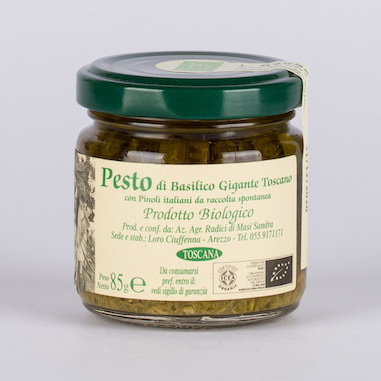 Pesto di Basilico Gigante Toscano
con Pinoli italiani da raccolta spontanea
Prodotto Biologico
Prod. e conf. da: Az. Agr. Radici di Masi Sandra
Sede e stab.: Loro Ciuffenna - Arezzo - Tel. 055.9171171
TOSCANA
Peso
Netto 85g e
Da consumarsi
pref. entro il:
vedi sigillo di garanzia